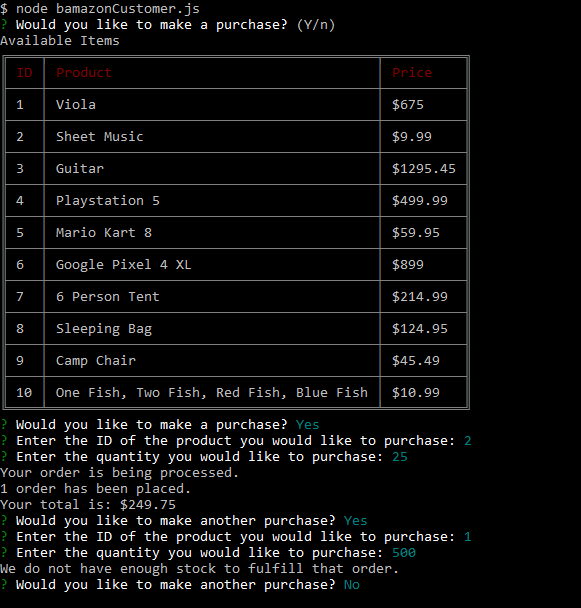 $ node bamazonCustomer.js
? Would you like to make a purchase? (Y/n)
Available Items
ID Product Price
1 Viola $675
2 Sheet Music $9.99
3 Guitar $1295.45
4 Playstation 5 $499.99
5 Mario Kart 8 $59.95
6 Google Pixel 4 XL $899
7 6 Person Tent $214.99
8 Sleeping Bag $124.95
9 Camp Chair $45.49
10 One Fish, Two Fish, Red Fish, Blue Fish $10.99
? Would you like to make a purchase? Yes
? Enter the ID of the product you would like to purchase: 2
? Enter the quantity you would like to purchase: 25
Your order is being processed.
1 order has been placed.
Your total is: $249.75
? Would you like to make another purchase? Yes
? Enter the ID of the product you would like to purchase: 1
? Enter the quantity you would like to purchase: 500
We do not have enough stock to fulfill that order.
? Would you like to make another purchase? No